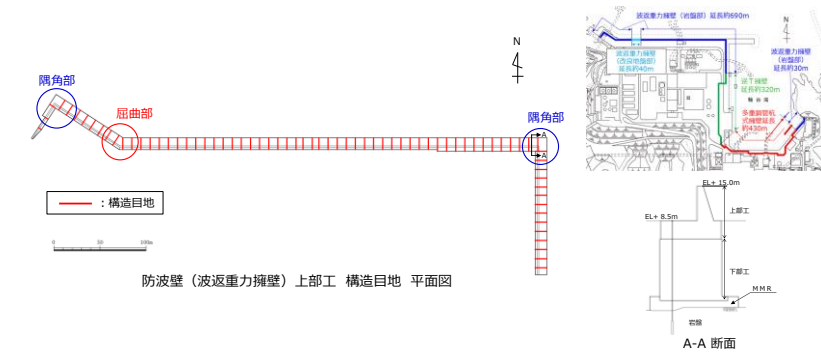 隅角部
屈曲部
N
隅角部
A
A
：構造目地
0 50 100m
防波壁（波返重力擁壁）上部工 構造目地 平面図
波返重力擁壁（岩盤部）延長約690m
N
波返重力擁壁
（改良地盤部）
延長約40m
波返重力擁壁
（岩盤部）
延長約30m
逆T擁壁
延長約320m
輪谷湾
多重鋼管杭
式擁壁延長
約430m
EL+ 15.0m
上部工
EL+ 8.5m
下部工
MMR
岩盤
A-A 断面